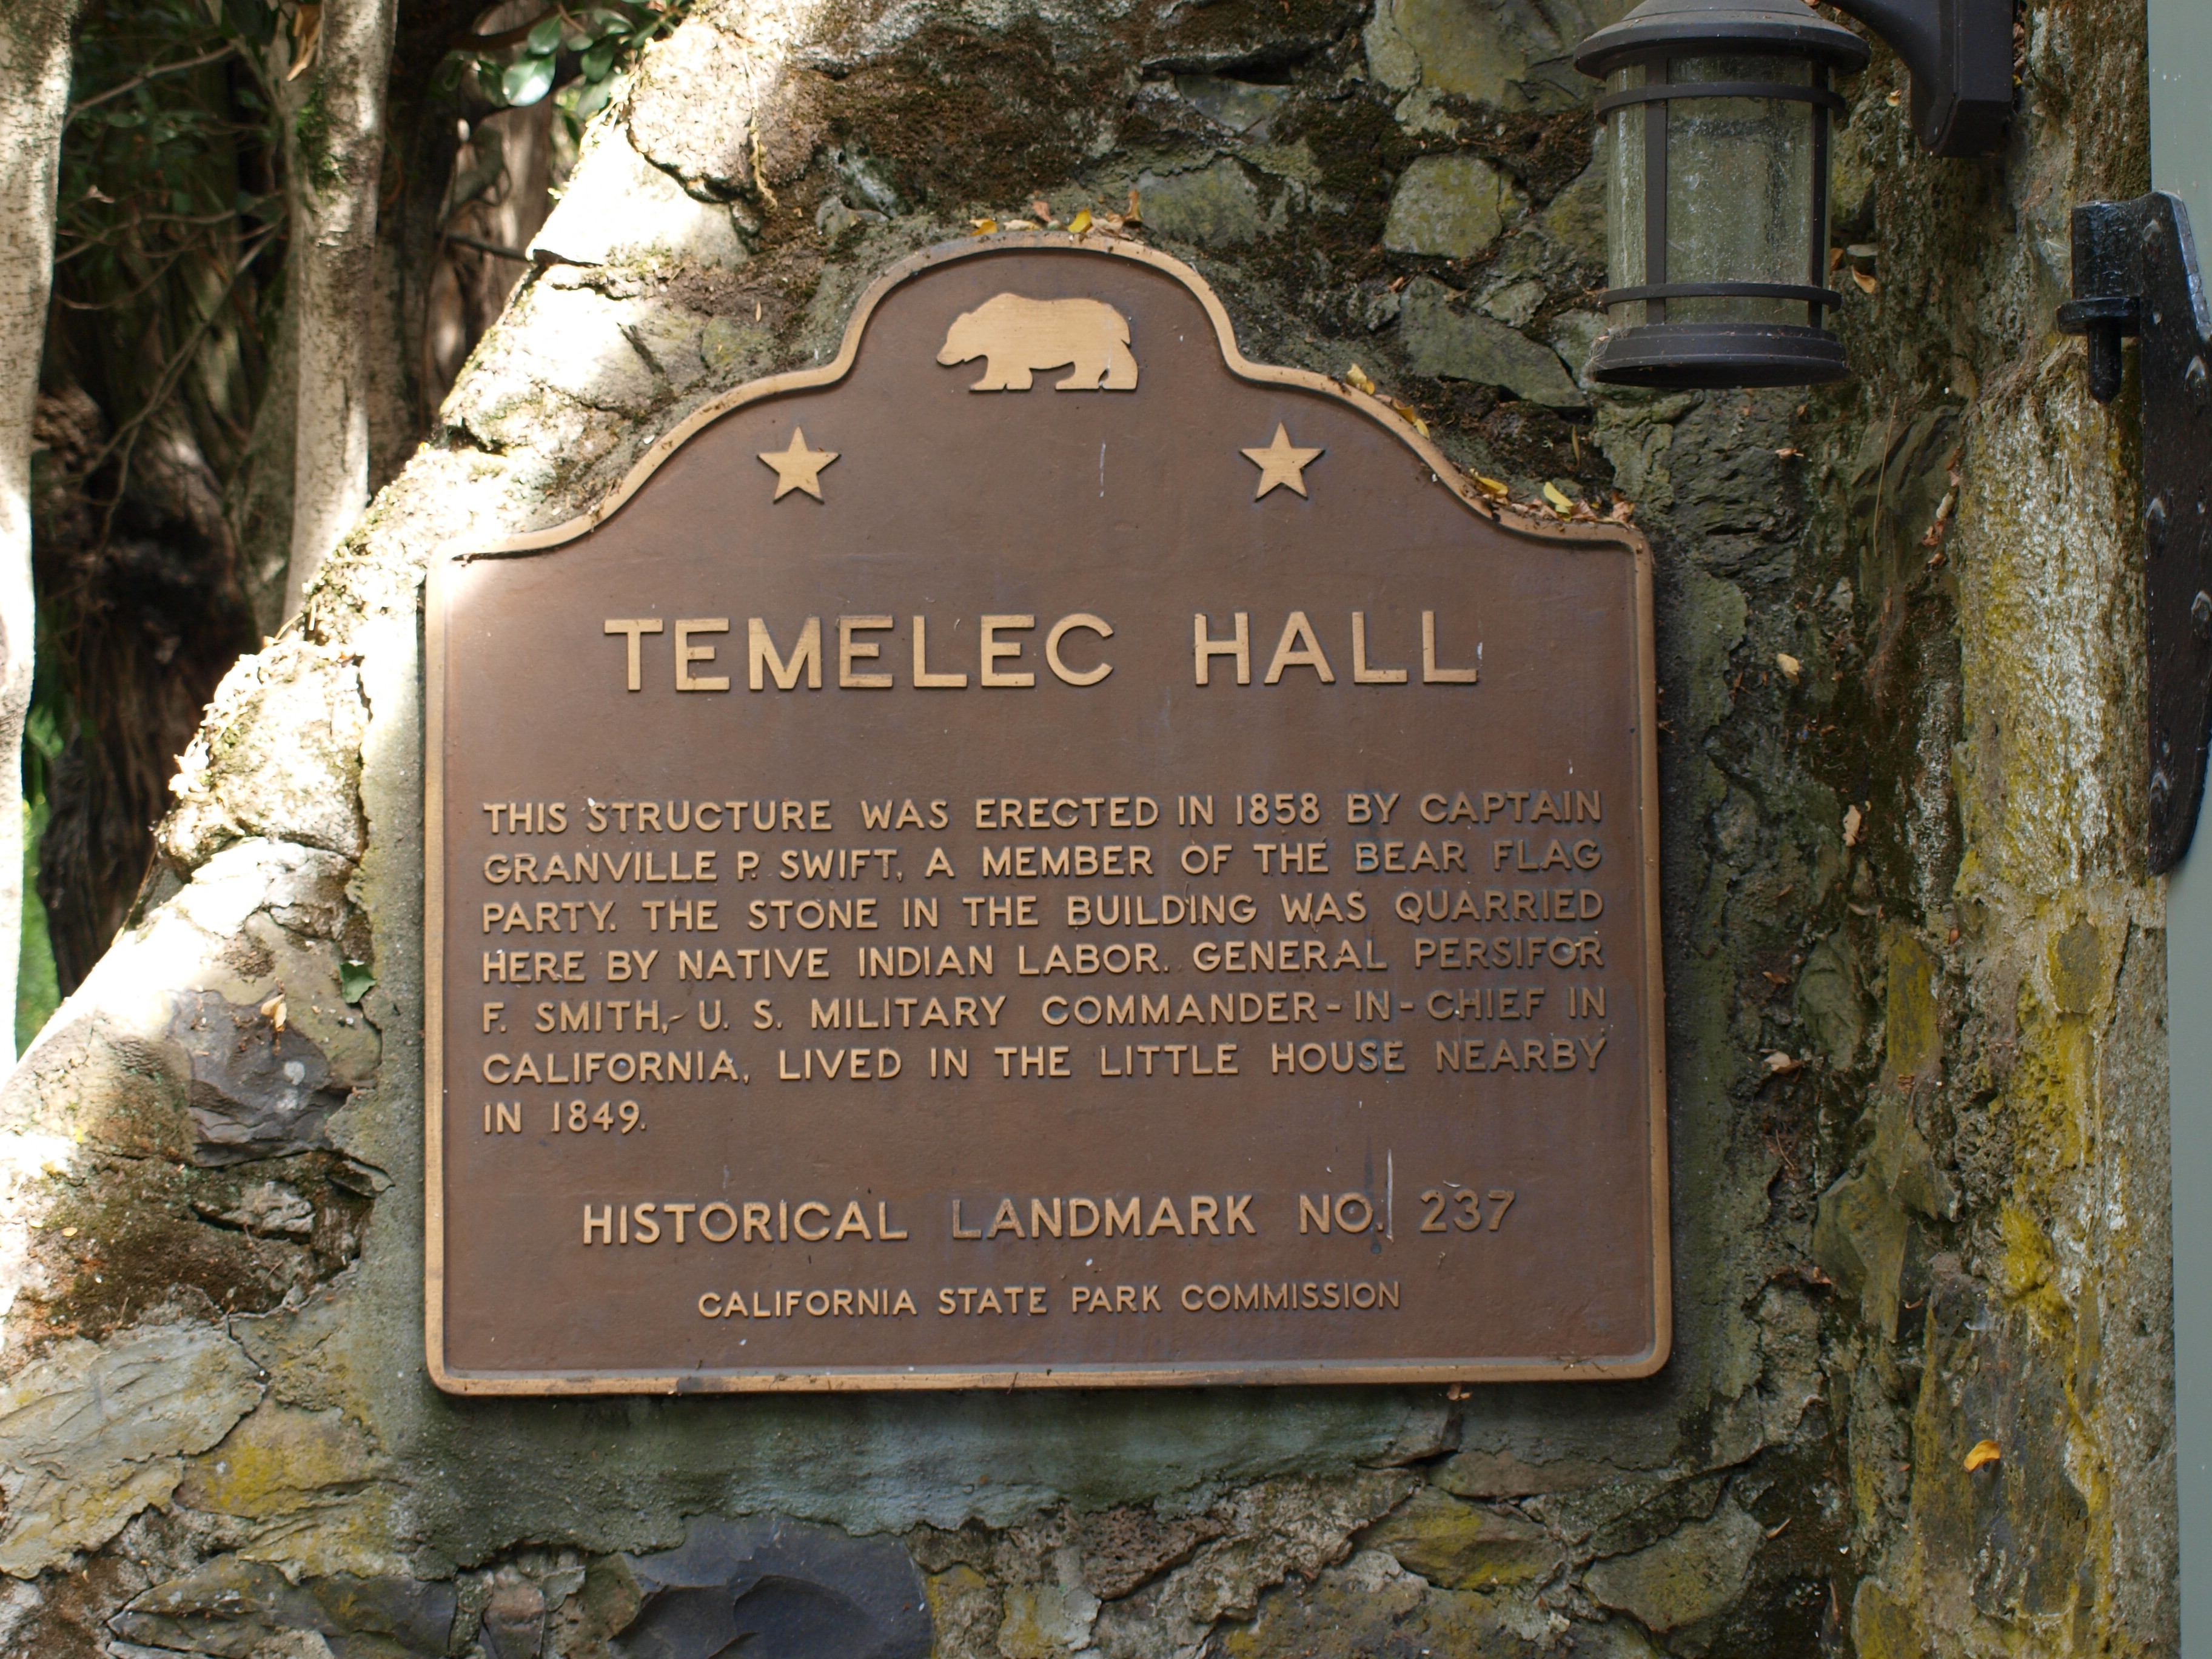 TEMELEC HALL
THIS STRUCTURE WAS ERECTED IN 1858 BY CAPTAIN
GRANVILLE P. SWIFT, A MEMBER OF THE BEAR FLAG
PARTY. THE STONE IN THE BUILDING WAS QUARRIED
HERE BY NATIVE INDIAN LABOR. GENERAL PERSIFOR
F. SMITH, U. S. MILITARY COMMANDER-IN-CHIEF IN
CALIFORNIA, LIVED IN THE LITTLE HOUSE NEARBY
IN 1849.
HISTORICAL LANDMARK NO. 237
CALIFORNIA STATE PARK COMMISSION